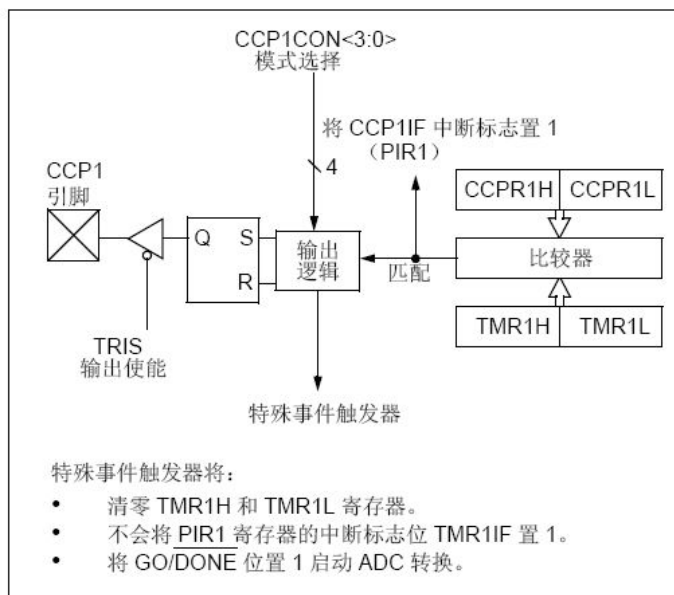 CCP1CON<3:0>
模式选择
将 CCP1IF 中断标志置 1
（PIR1）
4
CCP1
引脚
CCPR1H CCPR1L
Q S
R
输出
逻辑
匹配
比较器
TRIS
输出使能
TMR1H TMR1L
特殊事件触发器
特殊事件触发器将：
• 清零 TMR1H 和 TMR1L 寄存器。
• 不会将 PIR1 寄存器的中断标志位 TMR1IF 置 1。
• 将 GO/DONE 位置 1 启动 ADC 转换。